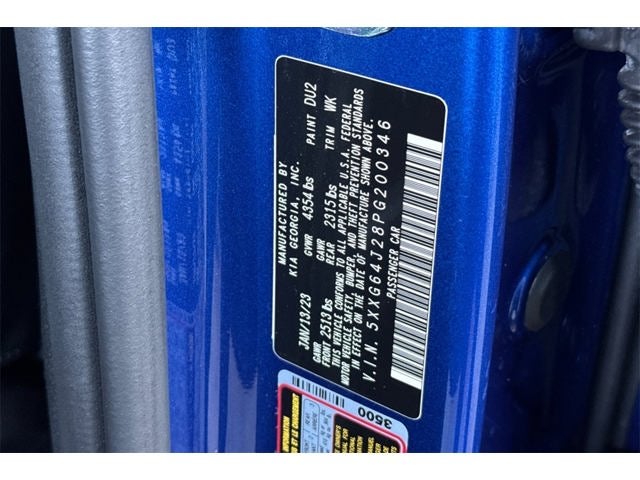 MANUFACTURED BY
KIA GEORGIA, INC.
JAN/13/23 GVWR 4354 lbs PAINT DU2
GAWR GAWR
FRONT 2513 lbs REAR 2315 lbs TRIM WK
THIS VEHICLE CONFORMS TO ALL APPLICABLE U.S.A. FEDERAL
MOTOR VEHICLE SAFETY, BUMPER, AND THEFT PREVENTION STANDARDS
IN EFFECT ON THE DATE OF MANUFACTURE SHOWN ABOVE.
V.I.N. 5XXG64J28PG200346
PASSENGER CAR
3500
INFORMATION